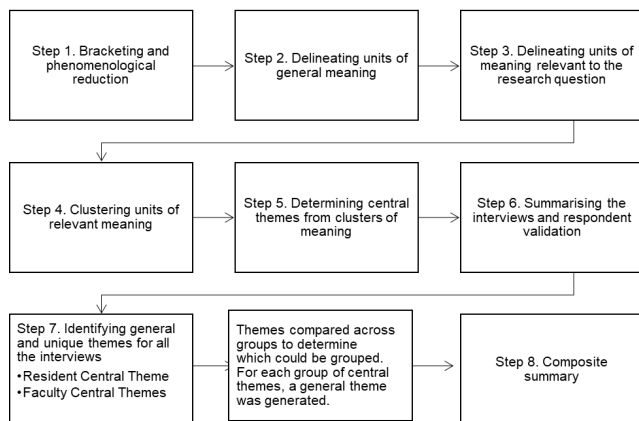 Step 1. Bracketing and
phenomenological
reduction
Step 2. Delineating units of
general meaning
Step 3. Delineating units of
meaning relevant to the
research question
Step 4. Clustering units of
relevant meaning
Step 5. Determining central
themes from clusters of
meaning
Step 6. Summarising the
interviews and respondent
validation
Step 7. Identifying general
and unique themes for all
the interviews
•Resident Central Theme
•Faculty Central Themes
Themes compared across
groups to determine
which could be grouped.
For each group of central
themes, a general theme
was generated.
Step 8. Composite
summary